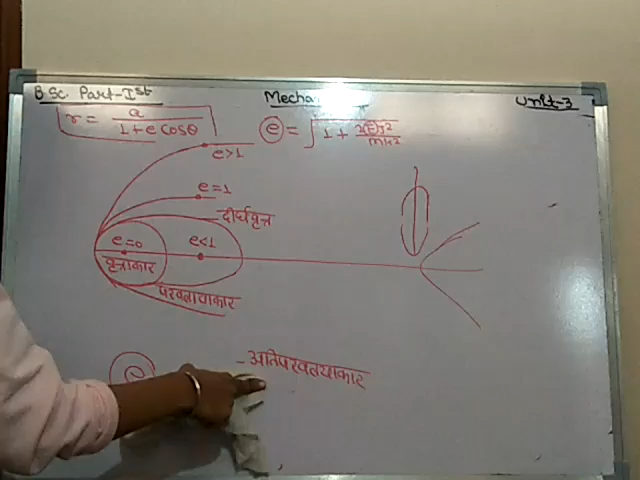 B.Sc. Part-Ist
Mecha
Unit-3
r = a / 1+e cosθ
e = √ 1 + 2EJ² / mk²
e>1
e=1
दीर्घवृत्त
e=0
e<1
वृत्ताकार
परवलयाकार
e
- अतिपरवलयाकार